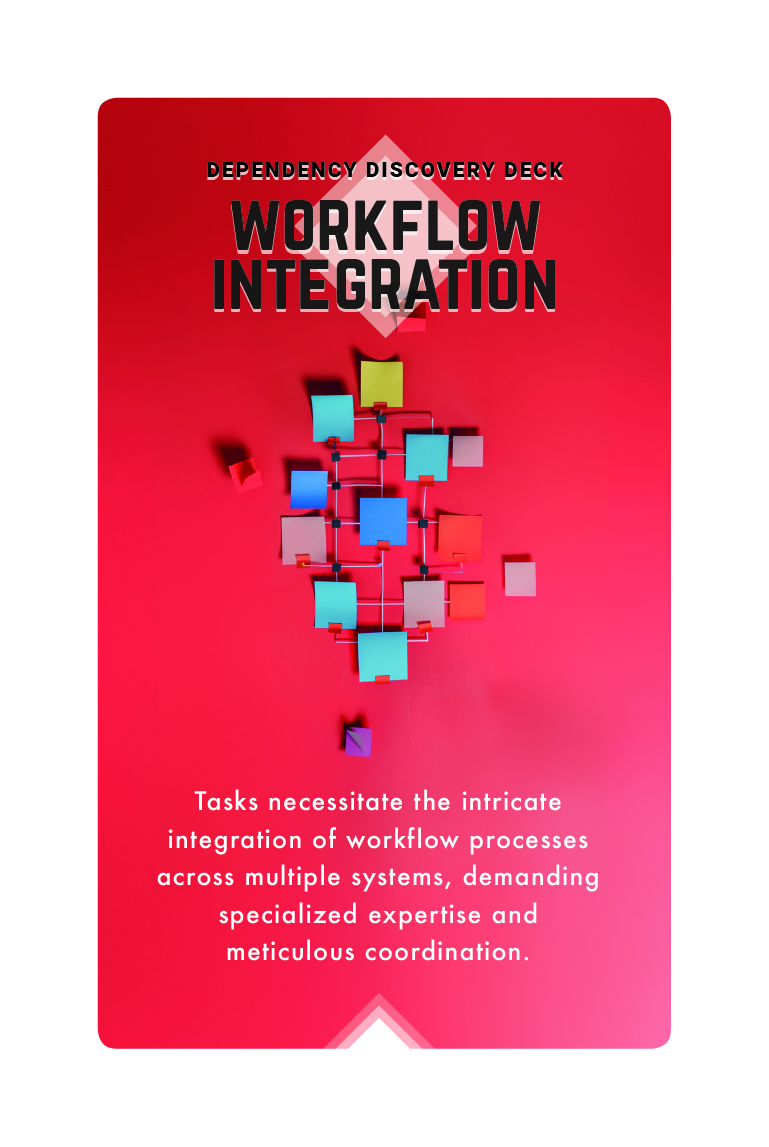 DEPENDENCY DISCOVERY DECK
WORKFLOW
INTEGRATION
Tasks necessitate the intricate
integration of workflow processes
across multiple systems, demanding
specialized expertise and
meticulous coordination.